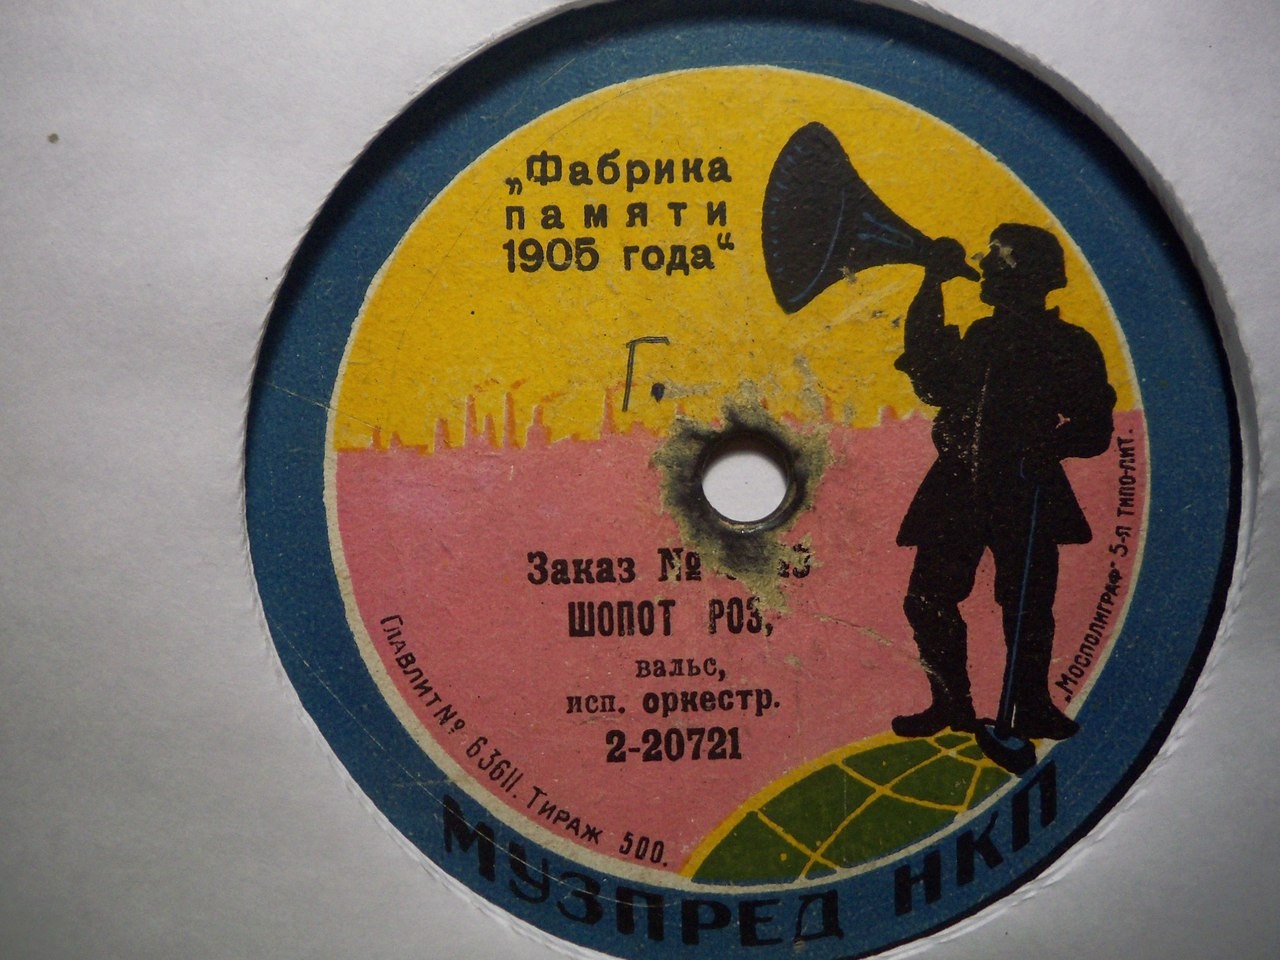 „Фабрика
памяти
1905 года“
Г.
Заказ №
ШОПОТ РОЗ,
вальс,
исп. оркестр.
2-20721
Главлит № 63611. Тираж 500.
„Мосполиграф“ 5-я типо-лит.
МУЗПРЕД НКП